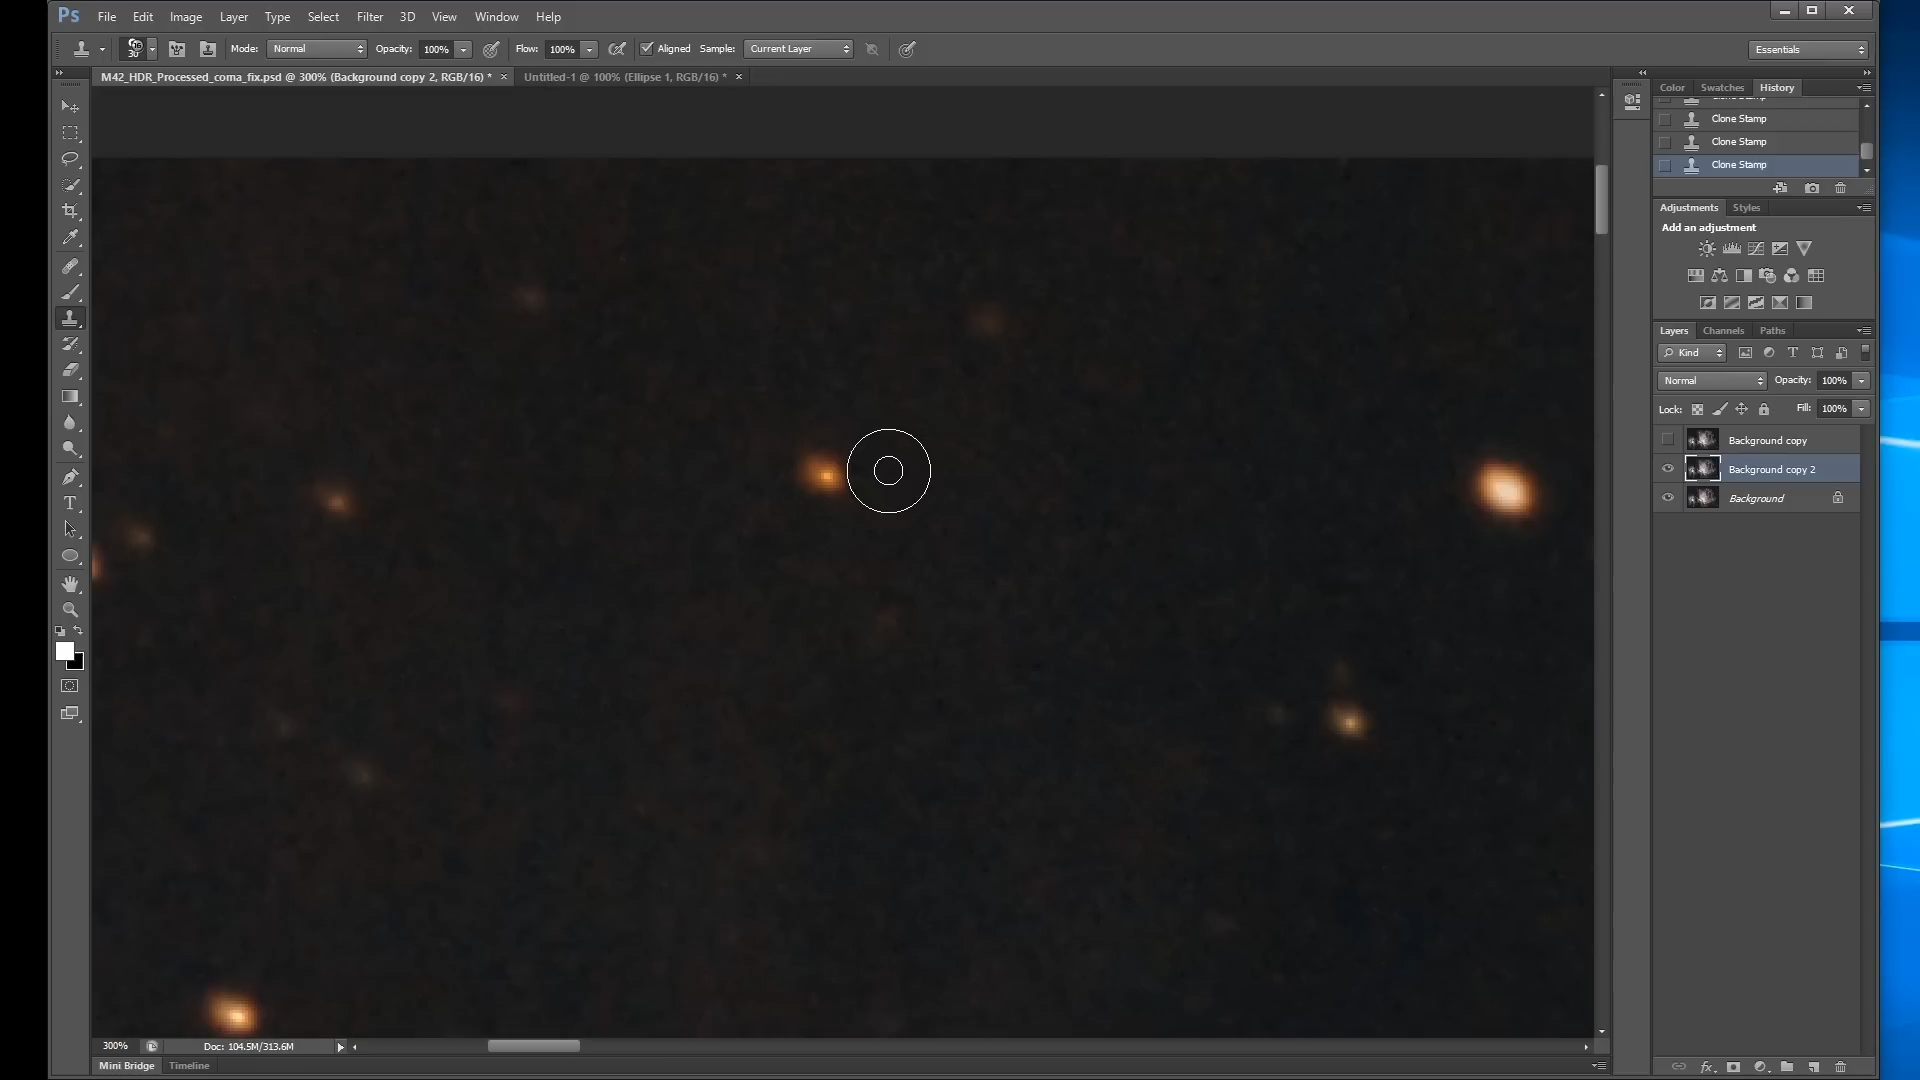 Ps File Edit Image Layer Type Select Filter 3D View Window Help
30 Mode: Normal Opacity: 100% Flow: 100% Aligned Sample: Current Layer Essentials
M42_HDR_Processed_coma_fix.psd @ 300% (Background copy 2, RGB/16) * × Untitled-1 @ 100% (Ellipse 1, RGB/16) * ×
Color Swatches History
Clone Stamp
Clone Stamp
Clone Stamp
Clone Stamp
Adjustments Styles
Add an adjustment
Layers Channels Paths
Kind
Normal Opacity: 100%
Lock: Fill: 100%
Background copy
Background copy 2
Background
300% Doc: 104.5M/313.6M
Mini Bridge Timeline